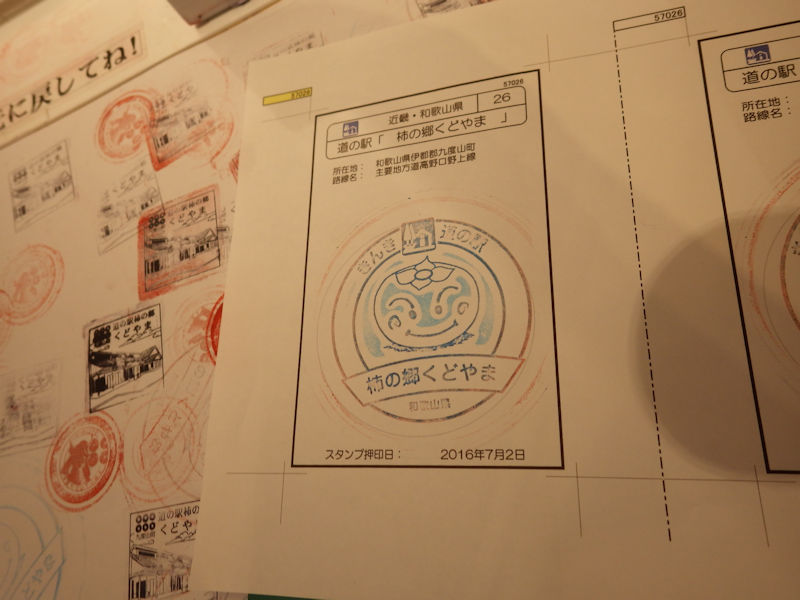 に戻してね!
57026
57026
57026
近畿・和歌山県
26
道の駅「 柿の郷くどやま 」
所在地: 和歌山県伊都郡九度山町
路線名: 主要地方道高野口野上線
きんき 道の駅
柿の郷くどやま
和歌山県
スタンプ押印日: 2016年7月2日
道の駅
所在地:
路線名:
道の駅柿の郷
くどやま
道の駅柿の郷
くどやま
九度山町